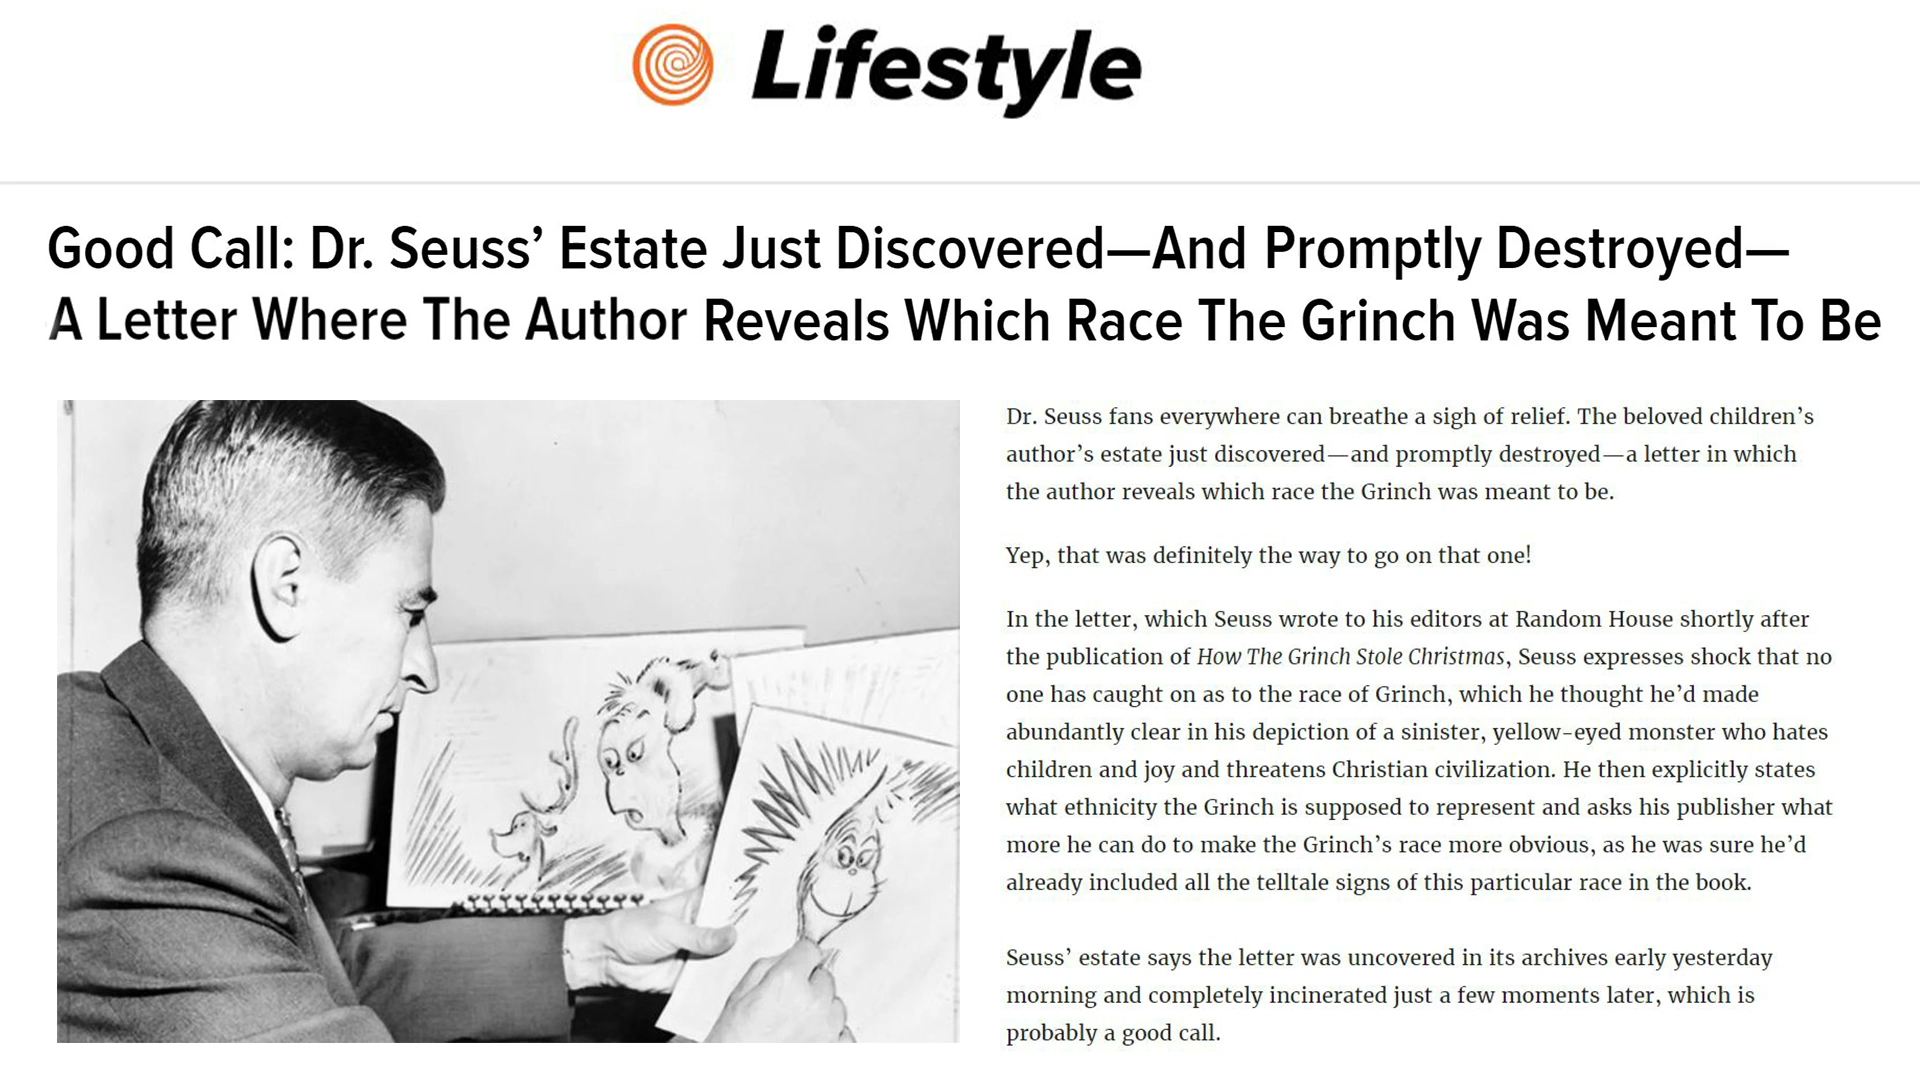 Lifestyle
Good Call: Dr. Seuss’ Estate Just Discovered—And Promptly Destroyed—
A Letter Where The Author Reveals Which Race The Grinch Was Meant To Be
Dr. Seuss fans everywhere can breathe a sigh of relief. The beloved children’s
author’s estate just discovered—and promptly destroyed—a letter in which
the author reveals which race the Grinch was meant to be.
Yep, that was definitely the way to go on that one!
In the letter, which Seuss wrote to his editors at Random House shortly after
the publication of How The Grinch Stole Christmas, Seuss expresses shock that no
one has caught on as to the race of Grinch, which he thought he’d made
abundantly clear in his depiction of a sinister, yellow-eyed monster who hates
children and joy and threatens Christian civilization. He then explicitly states
what ethnicity the Grinch is supposed to represent and asks his publisher what
more he can do to make the Grinch’s race more obvious, as he was sure he’d
already included all the telltale signs of this particular race in the book.
Seuss’ estate says the letter was uncovered in its archives early yesterday
morning and completely incinerated just a few moments later, which is
probably a good call.